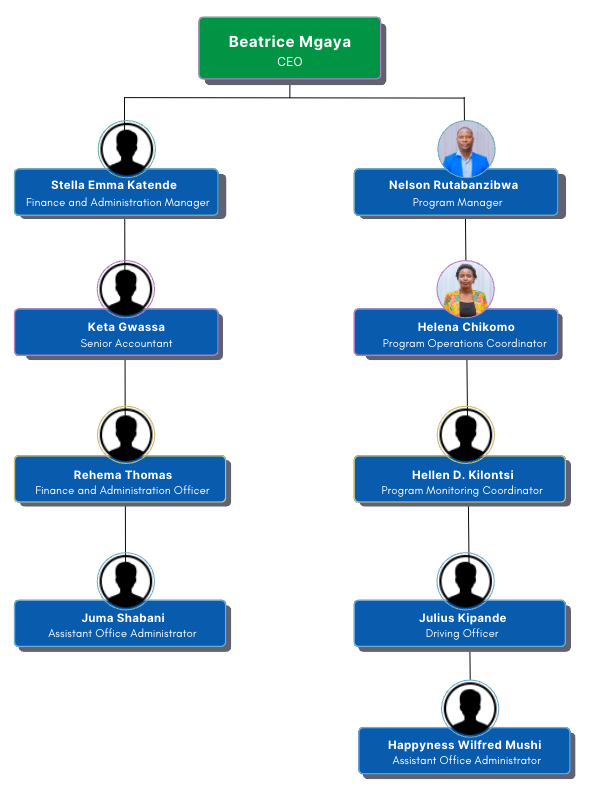 Beatrice Mgaya
CEO
Stella Emma Katende
Finance and Administration Manager
Nelson Rutabanzibwa
Program Manager
Keta Gwassa
Senior Accountant
Helena Chikomo
Program Operations Coordinator
Rehema Thomas
Finance and Administration Officer
Hellen D. Kilontsi
Program Monitoring Coordinator
Juma Shabani
Assistant Office Administrator
Julius Kipande
Driving Officer
Happyness Wilfred Mushi
Assistant Office Administrator